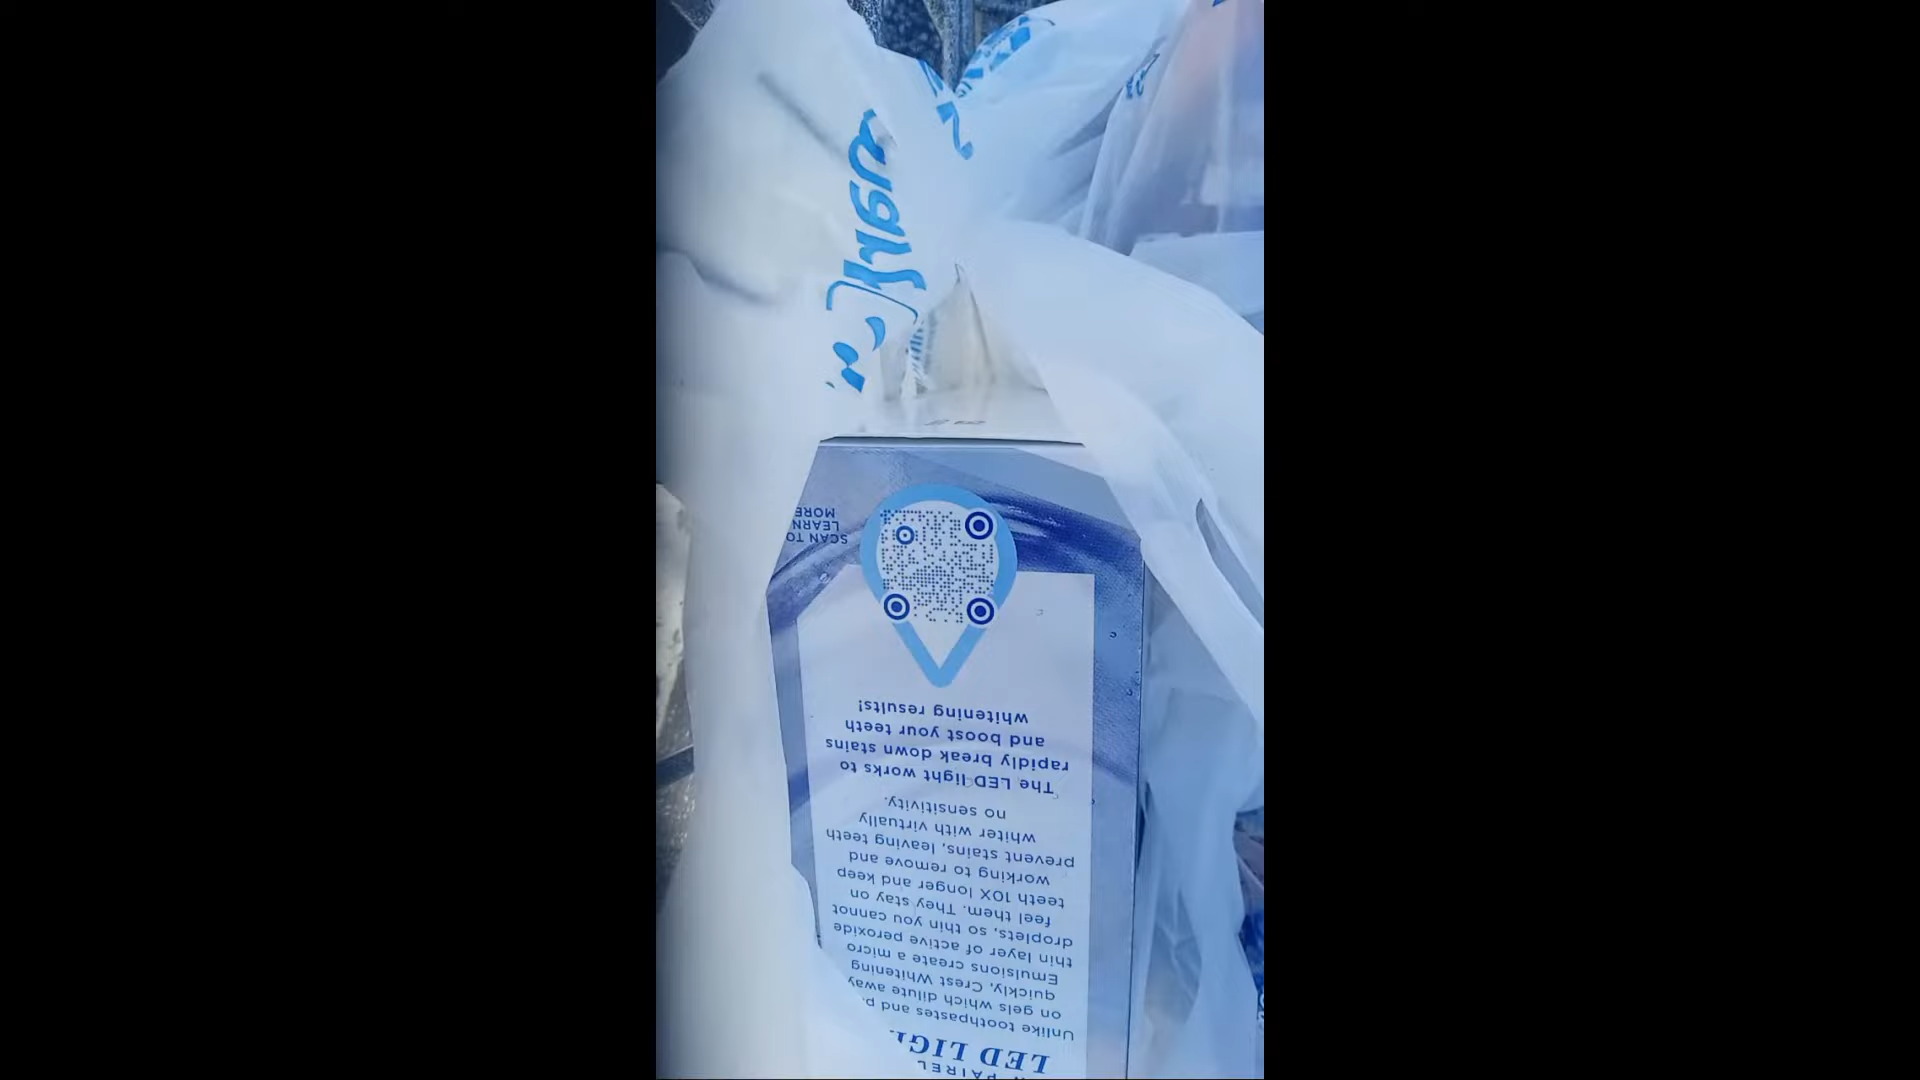 LED
Unlike toothpastes and
on gels which dilute away
quickly, Crest Whitening
Emulsions create a micro
thin layer of active peroxide
droplets, so thin you cannot
feel them. They stay on
teeth 10X longer and keep
working to remove and
prevent stains, leaving teeth
whiter with virtually
no sensitivity.
The LED light works to
rapidly break down stains
and boost your teeth
whitening results!
SCAN TO
LEARN
MORE